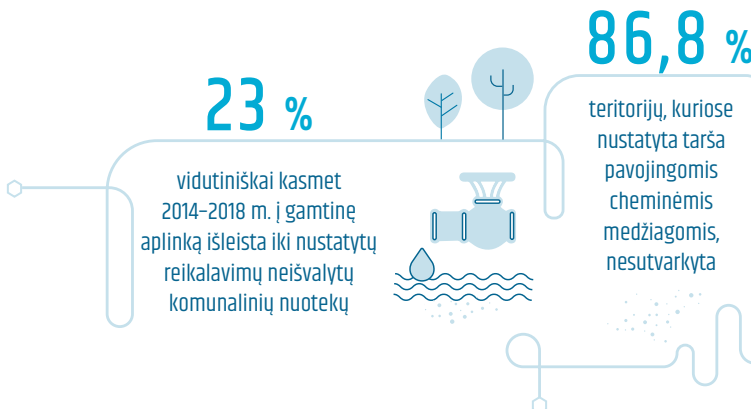 23 %
vidutiniškai kasmet
2014–2018 m. į gamtinę
aplinką išleista iki nustatytų
reikalavimų neišvalytų
komunalinių nuotekų
86,8 %
teritorijų, kuriose
nustatyta tarša
pavojingomis
cheminėmis
medžiagomis,
nesutvarkyta